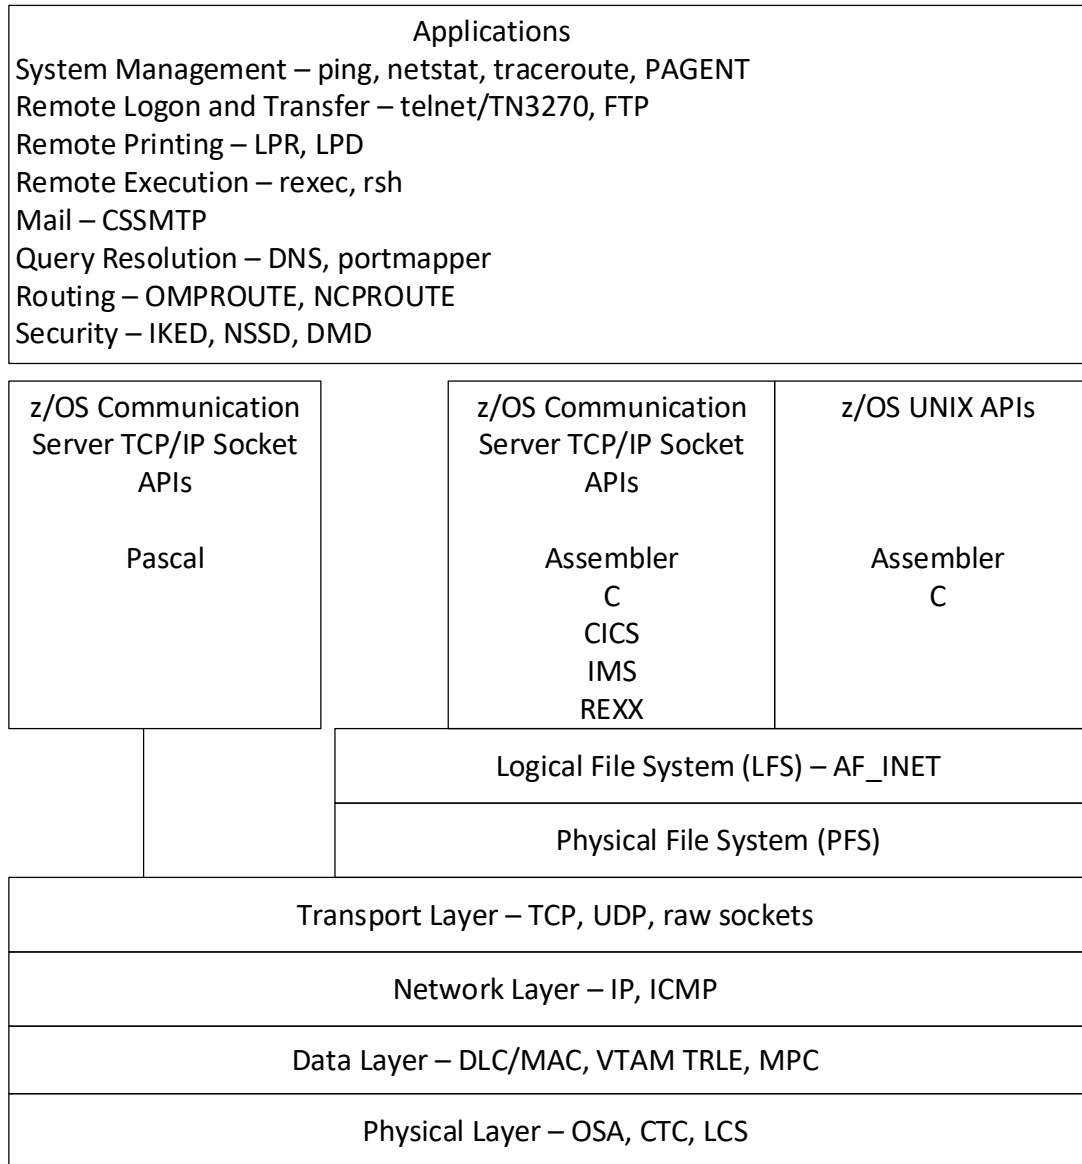 Applications
System Management – ping, netstat, traceroute, PAGENT
Remote Logon and Transfer – telnet/TN3270, FTP
Remote Printing – LPR, LPD
Remote Execution – rexec, rsh
Mail – CSSMTP
Query Resolution – DNS, portmapper
Routing – OMPROUTE, NCPROUTE
Security – IKED, NSSD, DMD
z/OS Communication
Server TCP/IP Socket
APIs
Pascal
z/OS Communication
Server TCP/IP Socket
APIs
Assembler
C
CICS
IMS
REXX
z/OS UNIX APIs
Assembler
C
Logical File System (LFS) – AF_INET
Physical File System (PFS)
Transport Layer – TCP, UDP, raw sockets
Network Layer – IP, ICMP
Data Layer – DLC/MAC, VTAM TRLE, MPC
Physical Layer – OSA, CTC, LCS